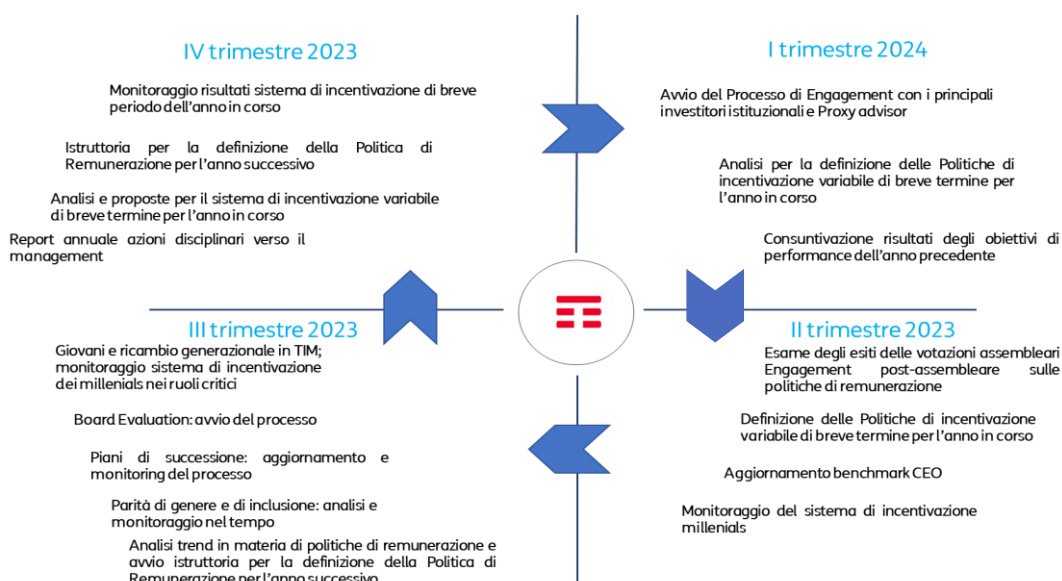 IV trimestre 2023
Monitoraggio risultati sistema di incentivazione di breve
periodo dell'anno in corso
Istruttoria per la definizione della Politica di
Remunerazione per l'anno successivo
Analisi e proposte per il sistema di incentivazione variabile
di breve termine per l'anno in corso
Report annuale azioni disciplinari verso il
management
I trimestre 2024
Avvio del Processo di Engagement con i principali
investitori istituzionali e Proxy advisor
Analisi per la definizione delle Politiche di
incentivazione variabile di breve termine per
l'anno in corso
Consuntivazione risultati degli obiettivi di
performance dell'anno precedente
III trimestre 2023
Giovani e ricambio generazionale in TIM;
monitoraggio sistema di incentivazione
dei millenials nei ruoli critici
Board Evaluation: avvio del processo
Piani di successione: aggiornamento e
monitoring del processo
Parità di genere e di inclusione: analisi e
monitoraggio nel tempo
Analisi trend in materia di politiche di remunerazione e
avvio istruttoria per la definizione della Politica di
Remunerazione per l'anno successivo
II trimestre 2023
Esame degli esiti delle votazioni assembleari
Engagement post-assembleare sulle
politiche di remunerazione
Definizione delle Politiche di incentivazione
variabile di breve termine per l'anno in corso
Aggiornamento benchmark CEO
Monitoraggio del sistema di incentivazione
millenials